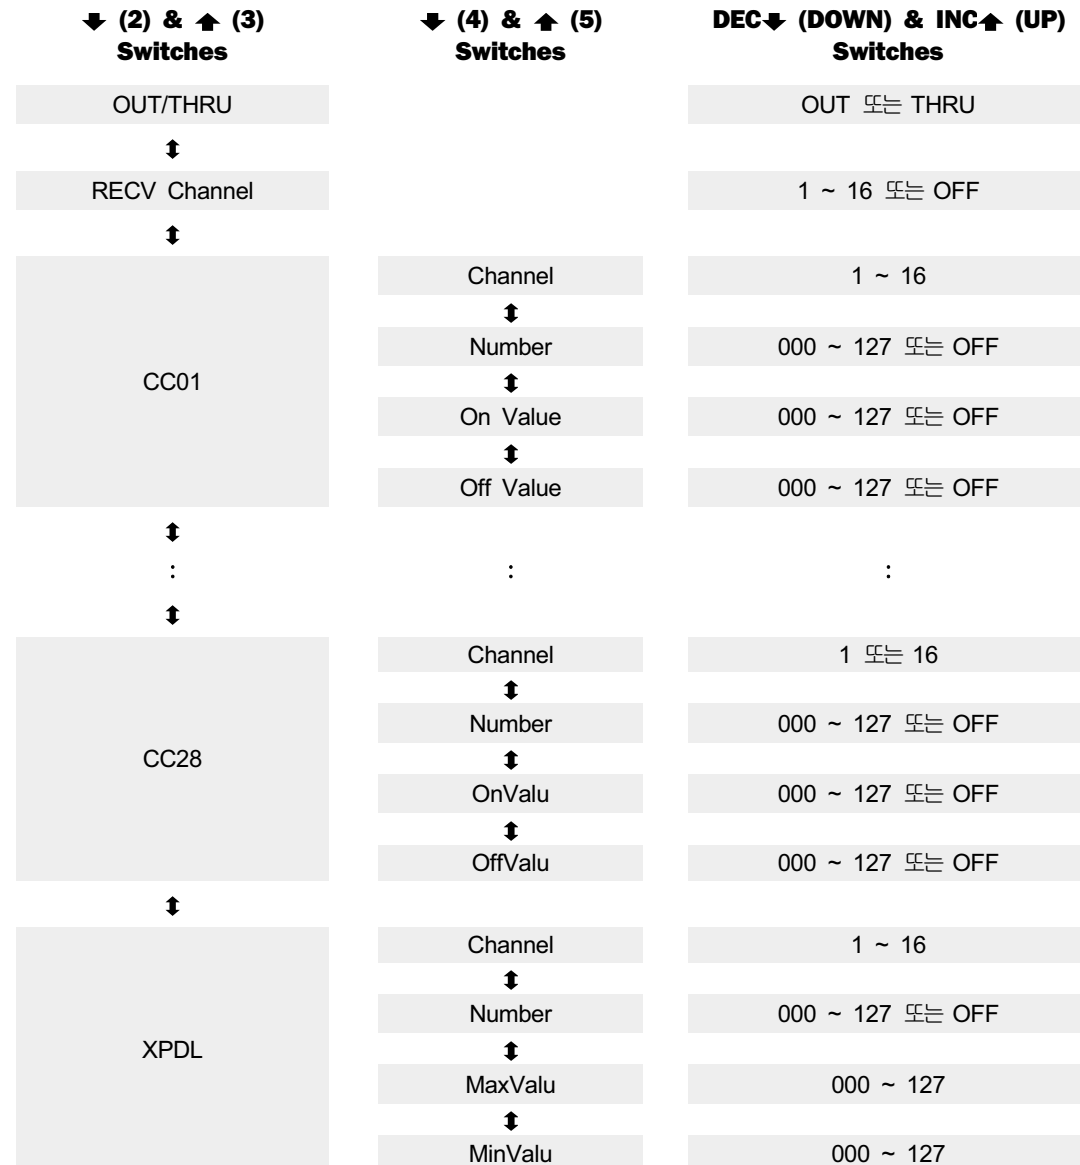 🡇 (2) & 🡅 (3) 🡇 (4) & 🡅 (5) DEC🡇 (DOWN) & INC🡅 (UP)
Switches Switches Switches
OUT/THRU OUT 또는 THRU
RECV Channel 1 ~ 16 또는 OFF
CC01
Channel 1 ~ 16
Number 000 ~ 127 또는 OFF
On Value 000 ~ 127 또는 OFF
Off Value 000 ~ 127 또는 OFF
: : :
CC28
Channel 1 또는 16
Number 000 ~ 127 또는 OFF
OnValu 000 ~ 127 또는 OFF
OffValu 000 ~ 127 또는 OFF
XPDL
Channel 1 ~ 16
Number 000 ~ 127 또는 OFF
MaxValu 000 ~ 127
MinValu 000 ~ 127